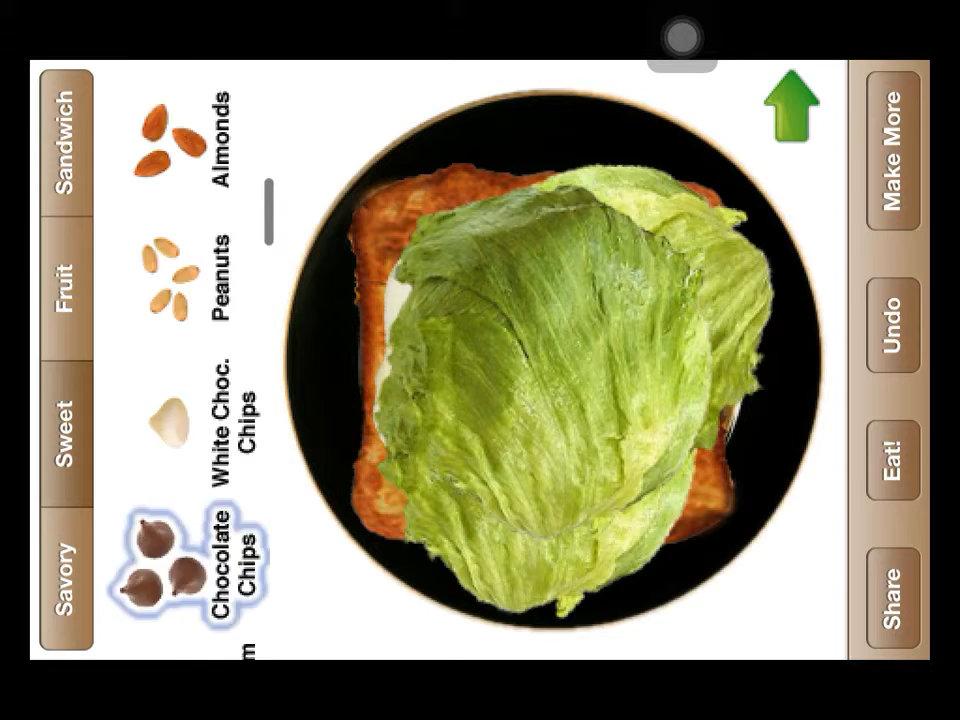 Savory
Sweet
Fruit
Sandwich
m
Chocolate
Chips
White Choc.
Chips
Peanuts
Almonds
Share
Eat!
Undo
Make More